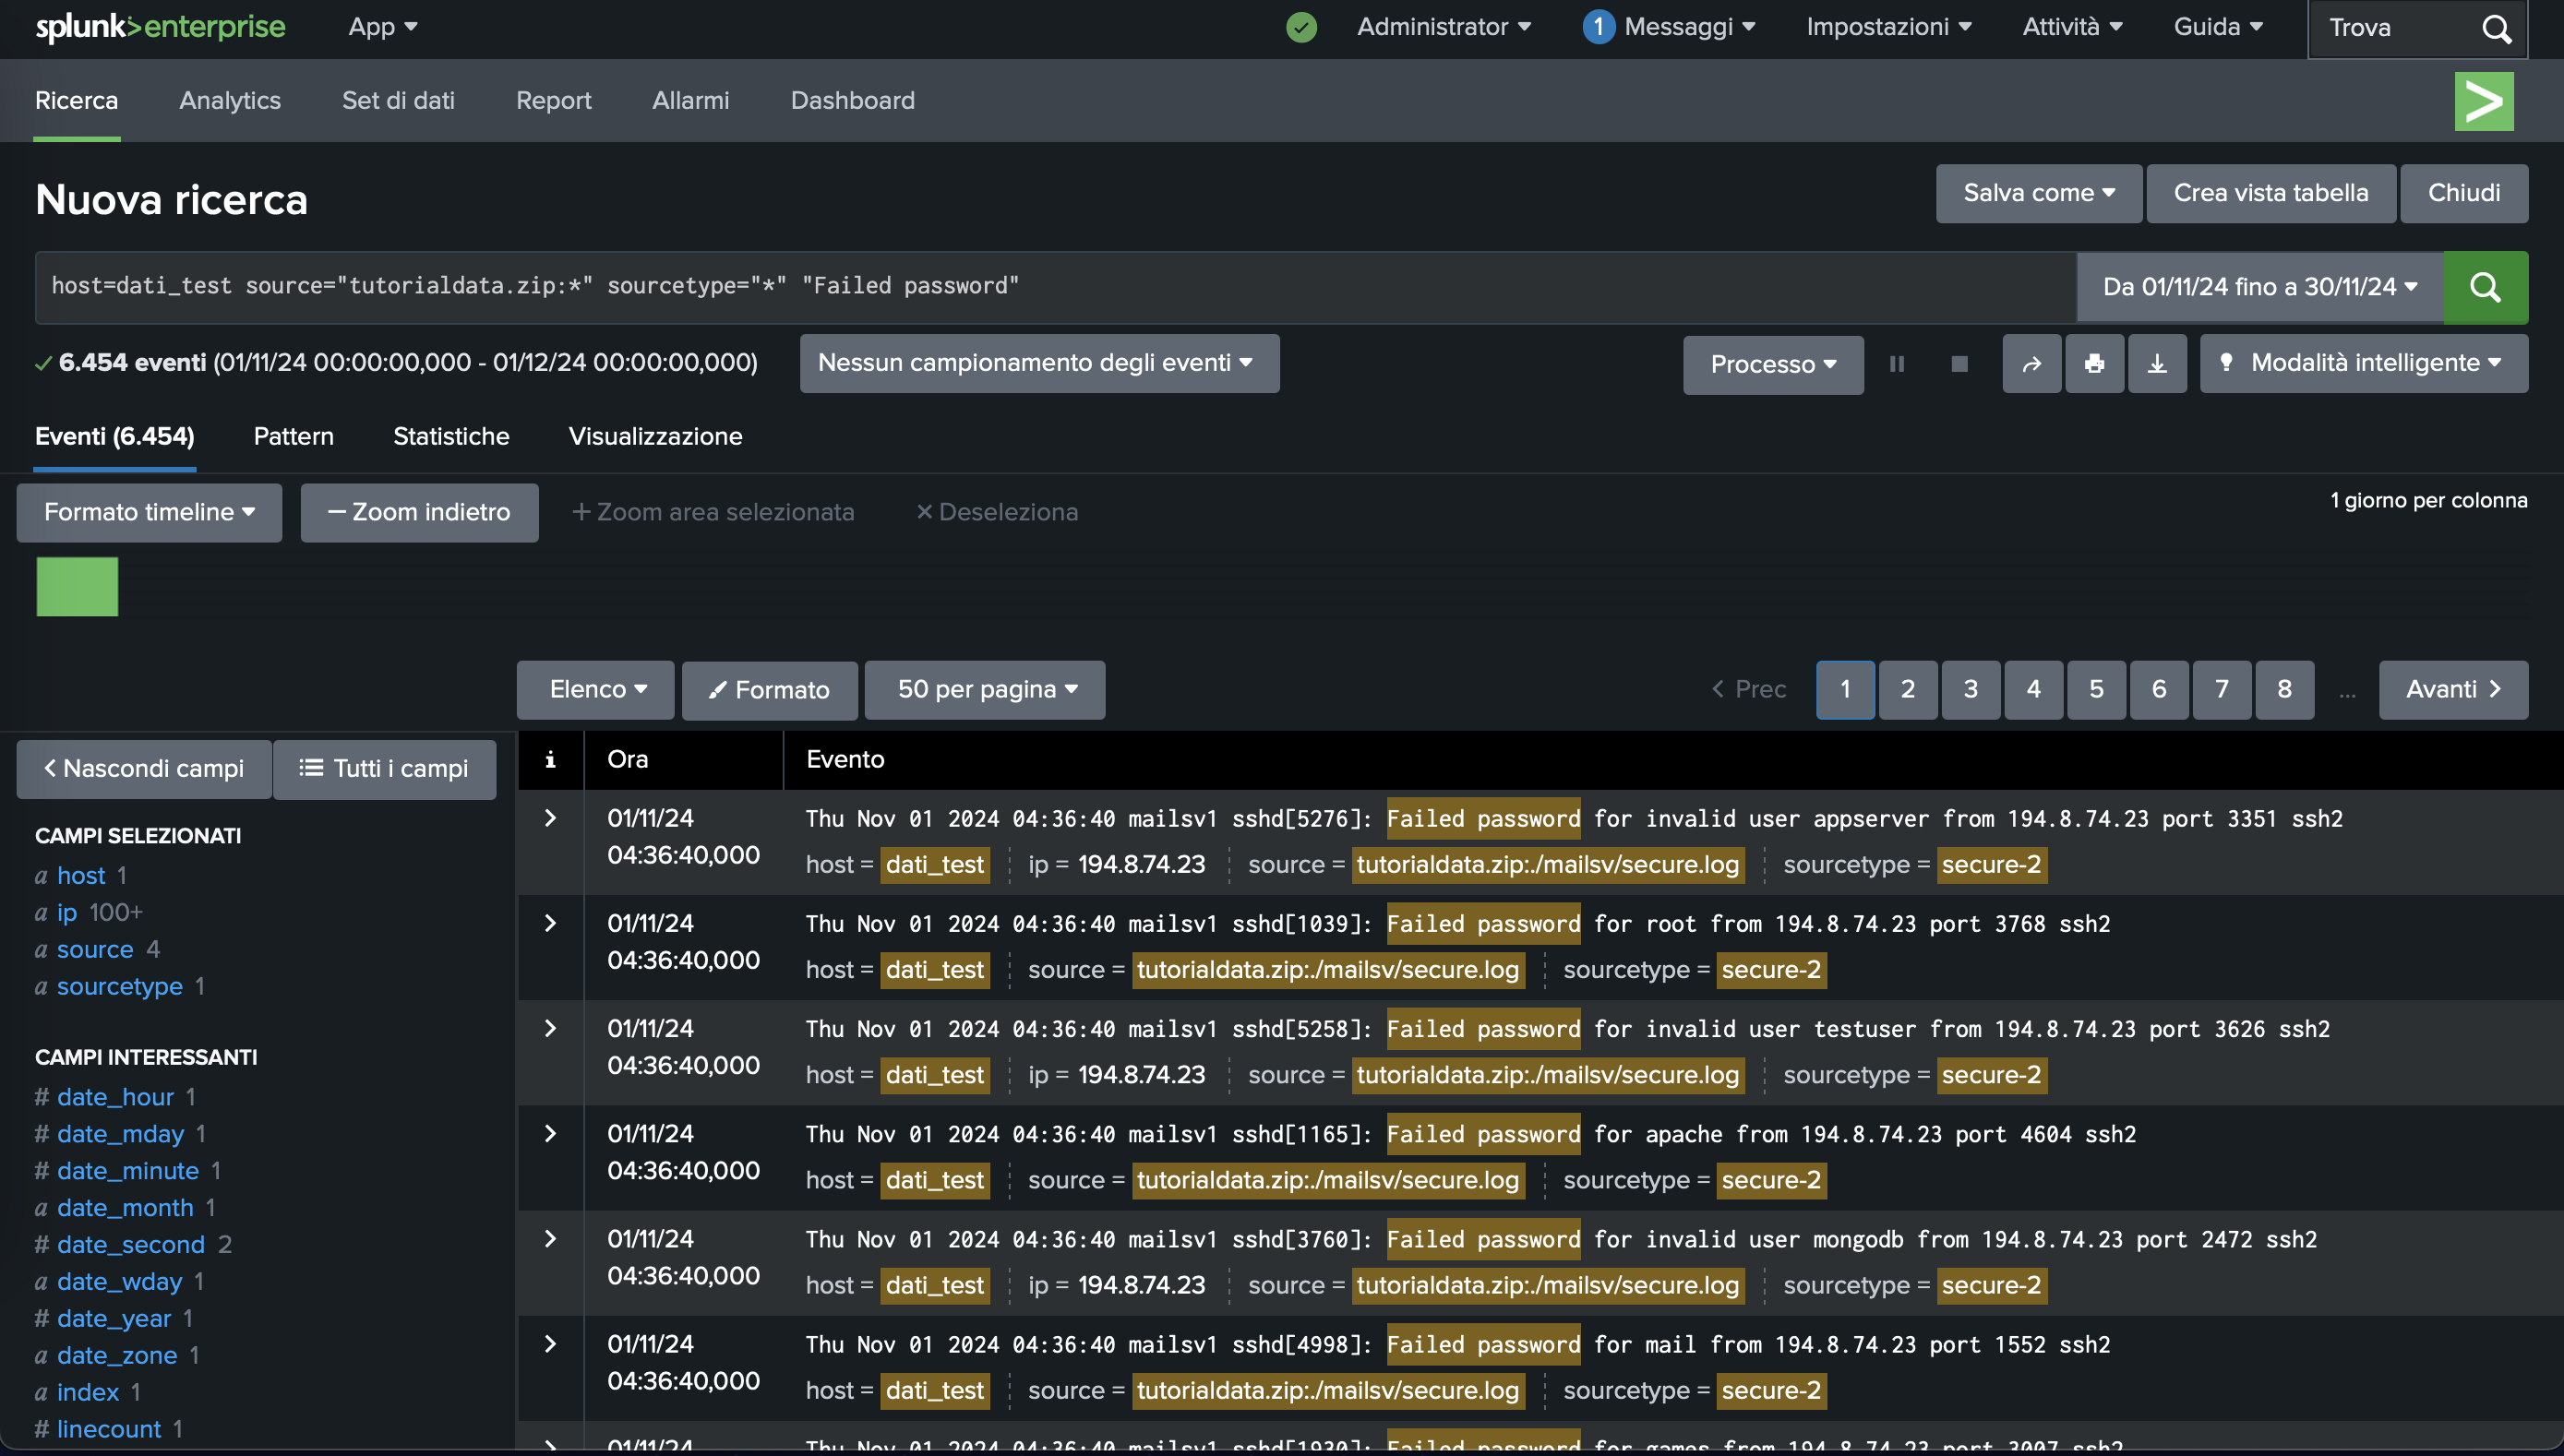 splunk>enterprise App Administrator 1 Messaggi Impostazioni Attività Guida Trova
Ricerca Analytics Set di dati Report Allarmi Dashboard
Nuova ricerca
Salva come Crea vista tabella Chiudi
host=dati_test source="tutorialdata.zip:*" sourcetype="*" "Failed password"
Da 01/11/24 fino a 30/11/24
6.454 eventi (01/11/24 00:00:00,000 - 01/12/24 00:00:00,000)
Nessun campionamento degli eventi
Processo
Modalità intelligente
Eventi (6.454) Pattern Statistiche Visualizzazione
Formato timeline — Zoom indietro + Zoom area selezionata × Deseleziona
1 giorno per colonna
Elenco Formato 50 per pagina
< Prec 1 2 3 4 5 6 7 8 ... Avanti >
< Nascondi campi Tutti i campi
CAMPI SELEZIONATI
a host 1
a ip 100+
a source 4
a sourcetype 1
CAMPI INTERESSANTI
# date_hour 1
# date_mday 1
# date_minute 1
a date_month 1
# date_second 2
a date_wday 1
# date_year 1
a date_zone 1
a index 1
# linecount 1
i Ora Evento
> 01/11/24 Thu Nov 01 2024 04:36:40 mailsv1 sshd[5276]: Failed password for invalid user appserver from 194.8.74.23 port 3351 ssh2
04:36:40,000 host = dati_test ip = 194.8.74.23 source = tutorialdata.zip:./mailsv/secure.log sourcetype = secure-2
> 01/11/24 Thu Nov 01 2024 04:36:40 mailsv1 sshd[1039]: Failed password for root from 194.8.74.23 port 3768 ssh2
04:36:40,000 host = dati_test source = tutorialdata.zip:./mailsv/secure.log sourcetype = secure-2
> 01/11/24 Thu Nov 01 2024 04:36:40 mailsv1 sshd[5258]: Failed password for invalid user testuser from 194.8.74.23 port 3626 ssh2
04:36:40,000 host = dati_test ip = 194.8.74.23 source = tutorialdata.zip:./mailsv/secure.log sourcetype = secure-2
> 01/11/24 Thu Nov 01 2024 04:36:40 mailsv1 sshd[1165]: Failed password for apache from 194.8.74.23 port 4604 ssh2
04:36:40,000 host = dati_test source = tutorialdata.zip:./mailsv/secure.log sourcetype = secure-2
> 01/11/24 Thu Nov 01 2024 04:36:40 mailsv1 sshd[3760]: Failed password for invalid user mongodb from 194.8.74.23 port 2472 ssh2
04:36:40,000 host = dati_test ip = 194.8.74.23 source = tutorialdata.zip:./mailsv/secure.log sourcetype = secure-2
> 01/11/24 Thu Nov 01 2024 04:36:40 mailsv1 sshd[4998]: Failed password for mail from 194.8.74.23 port 1552 ssh2
04:36:40,000 host = dati_test source = tutorialdata.zip:./mailsv/secure.log sourcetype = secure-2
> 01/11/24 Thu Nov 01 2024 04:36:40 mailsv1 sshd[1930]: Failed password for games from 194.8.74.23 port 3007 ssh2